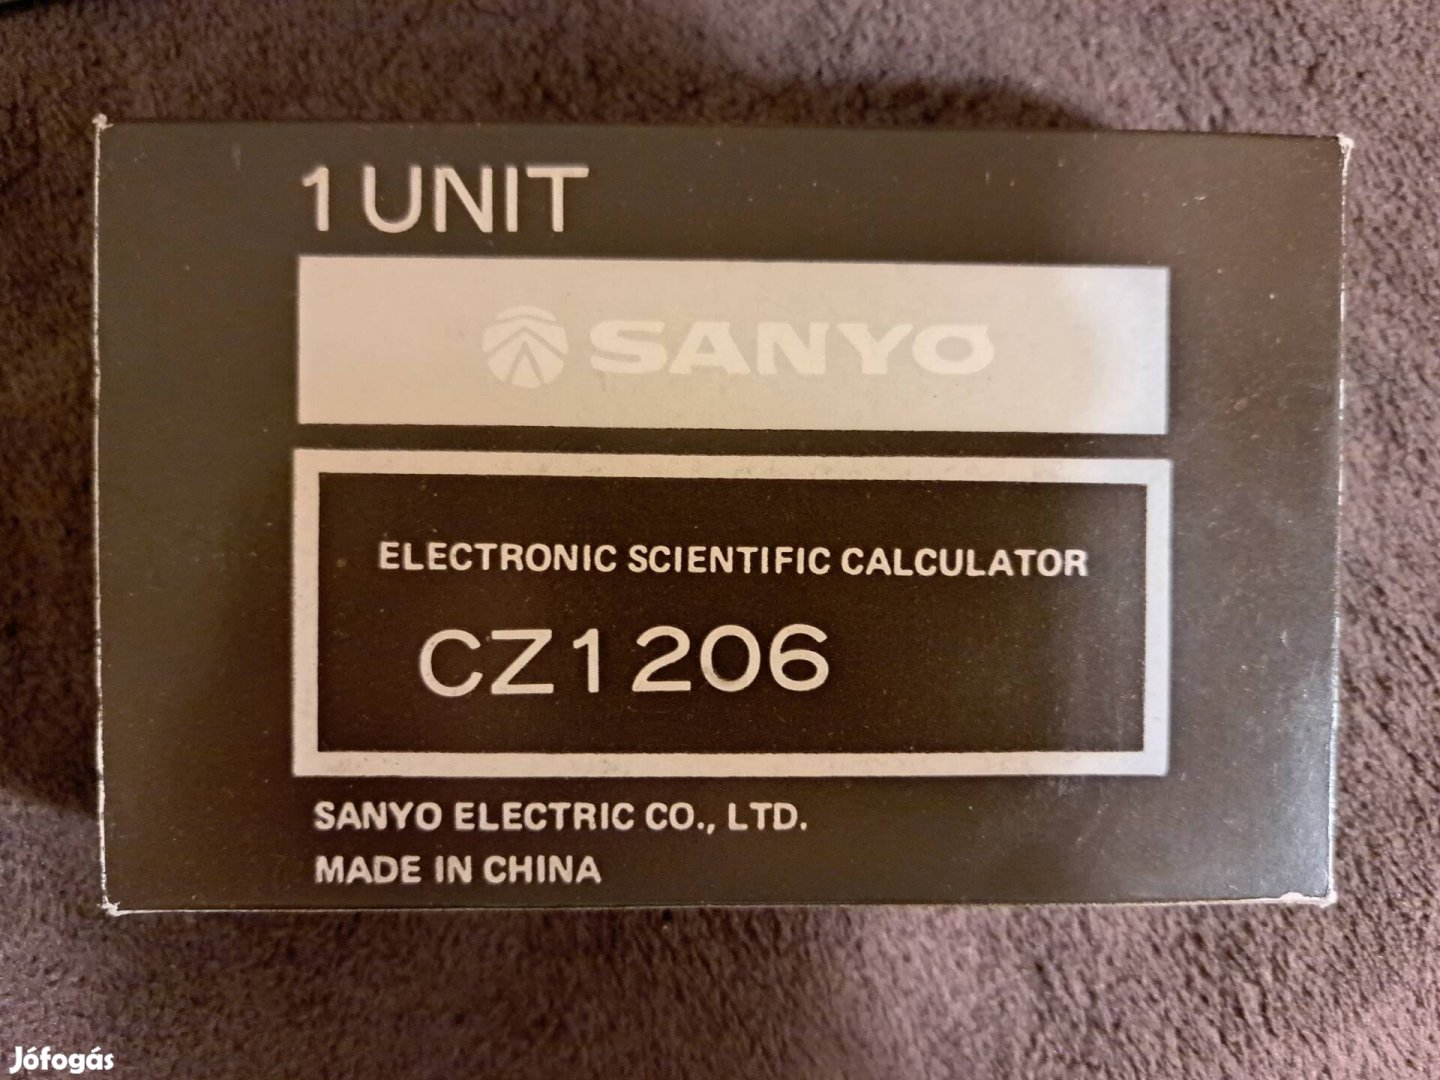 1 UNIT
SANYO
ELECTRONIC SCIENTIFIC CALCULATOR
CZ1206
SANYO ELECTRIC CO., LTD.
MADE IN CHINA
Jófogás